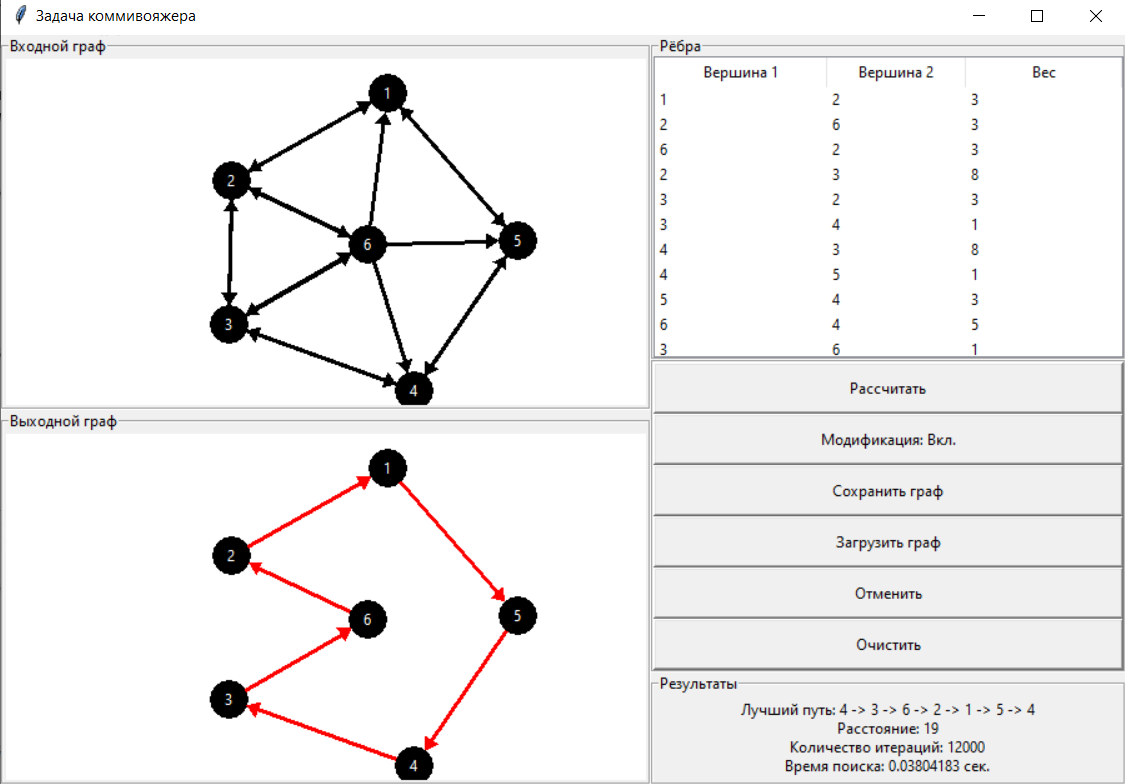 Задача коммивояжера
Входной граф
1
2
6
5
3
4
Выходной граф
1
2
6
5
3
4
Рёбра
Вершина 1 Вершина 2 Вес
1 2 3
2 6 3
6 2 3
2 3 8
3 2 3
3 4 1
4 3 8
4 5 1
5 4 3
6 4 5
3 6 1
Рассчитать
Модификация: Вкл.
Сохранить граф
Загрузить граф
Отменить
Очистить
Результаты
Лучший путь: 4 -> 3 -> 6 -> 2 -> 1 -> 5 -> 4
Расстояние: 19
Количество итераций: 12000
Время поиска: 0.03804183 сек.